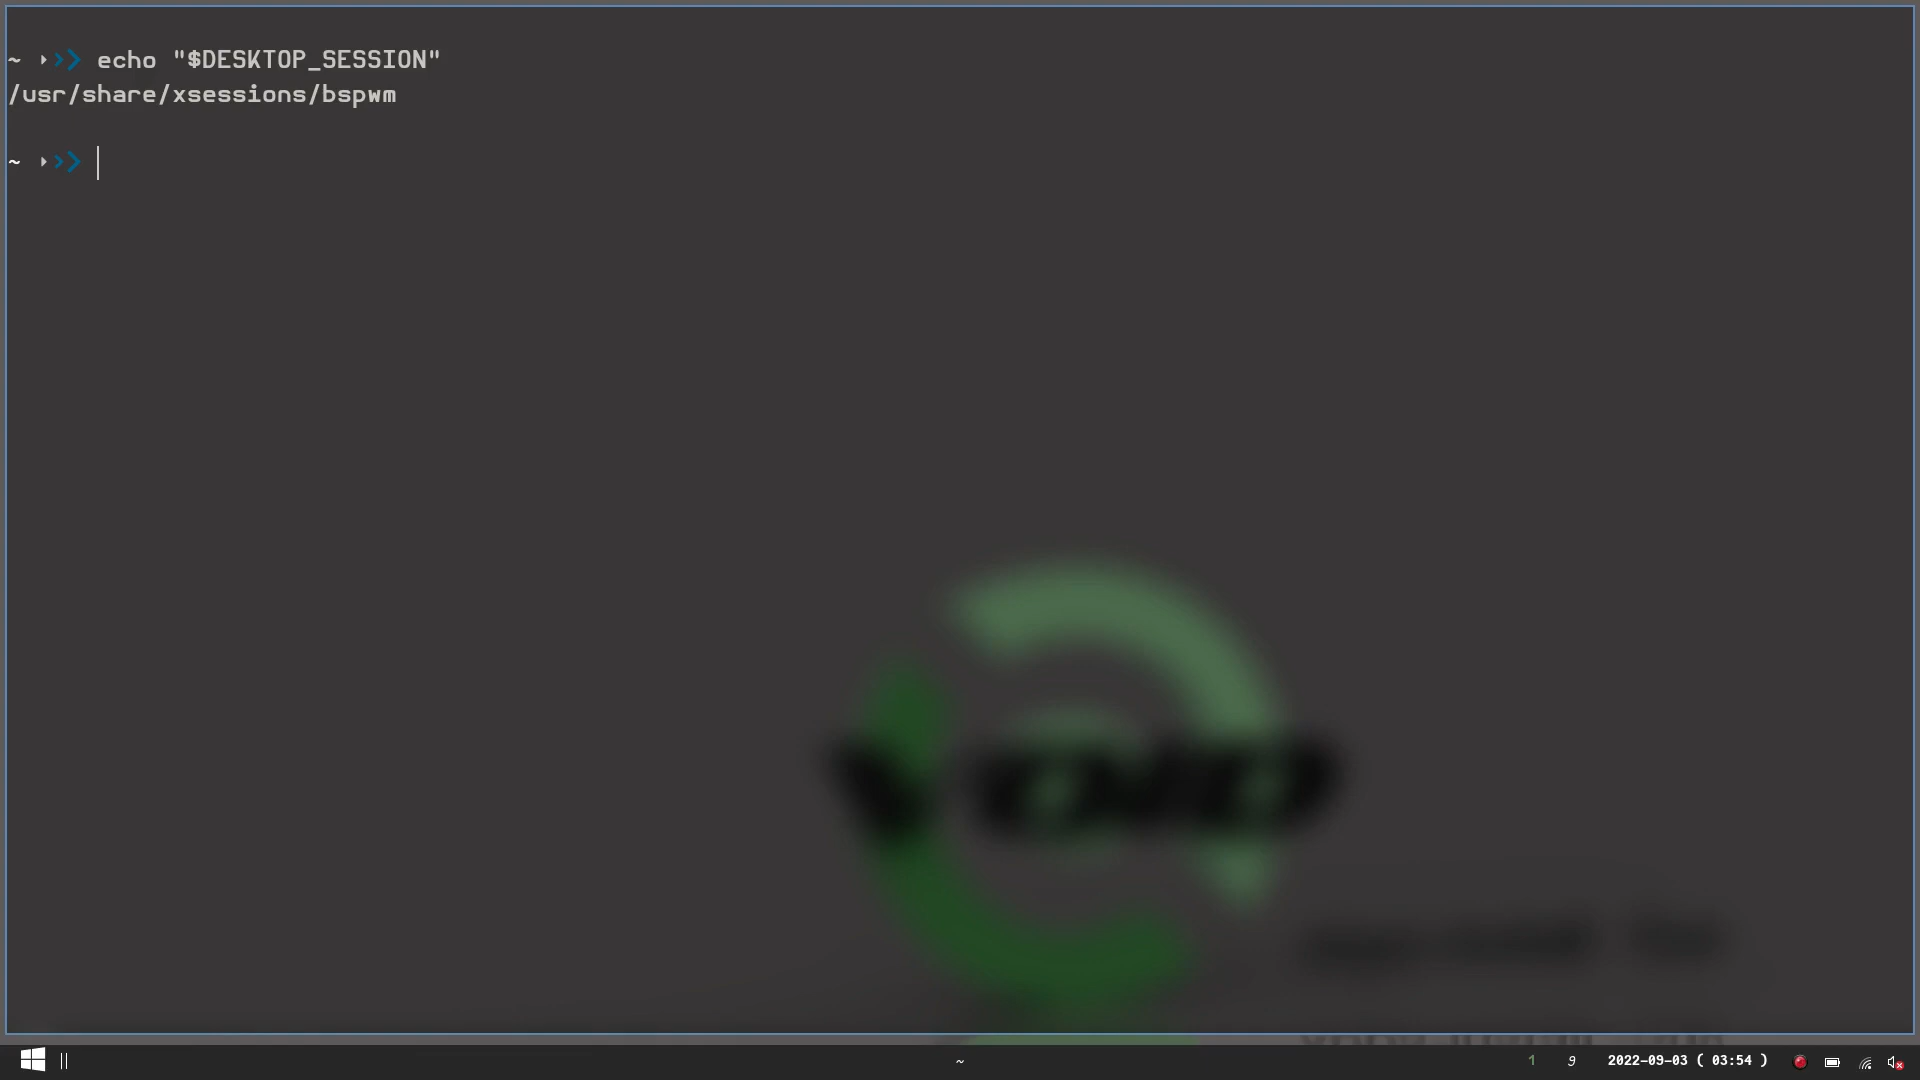 ~ echo "$DESKTOP_SESSION"
/usr/share/xsessions/bspwm
~
~
1 9 2022-09-03 ( 03:54 )